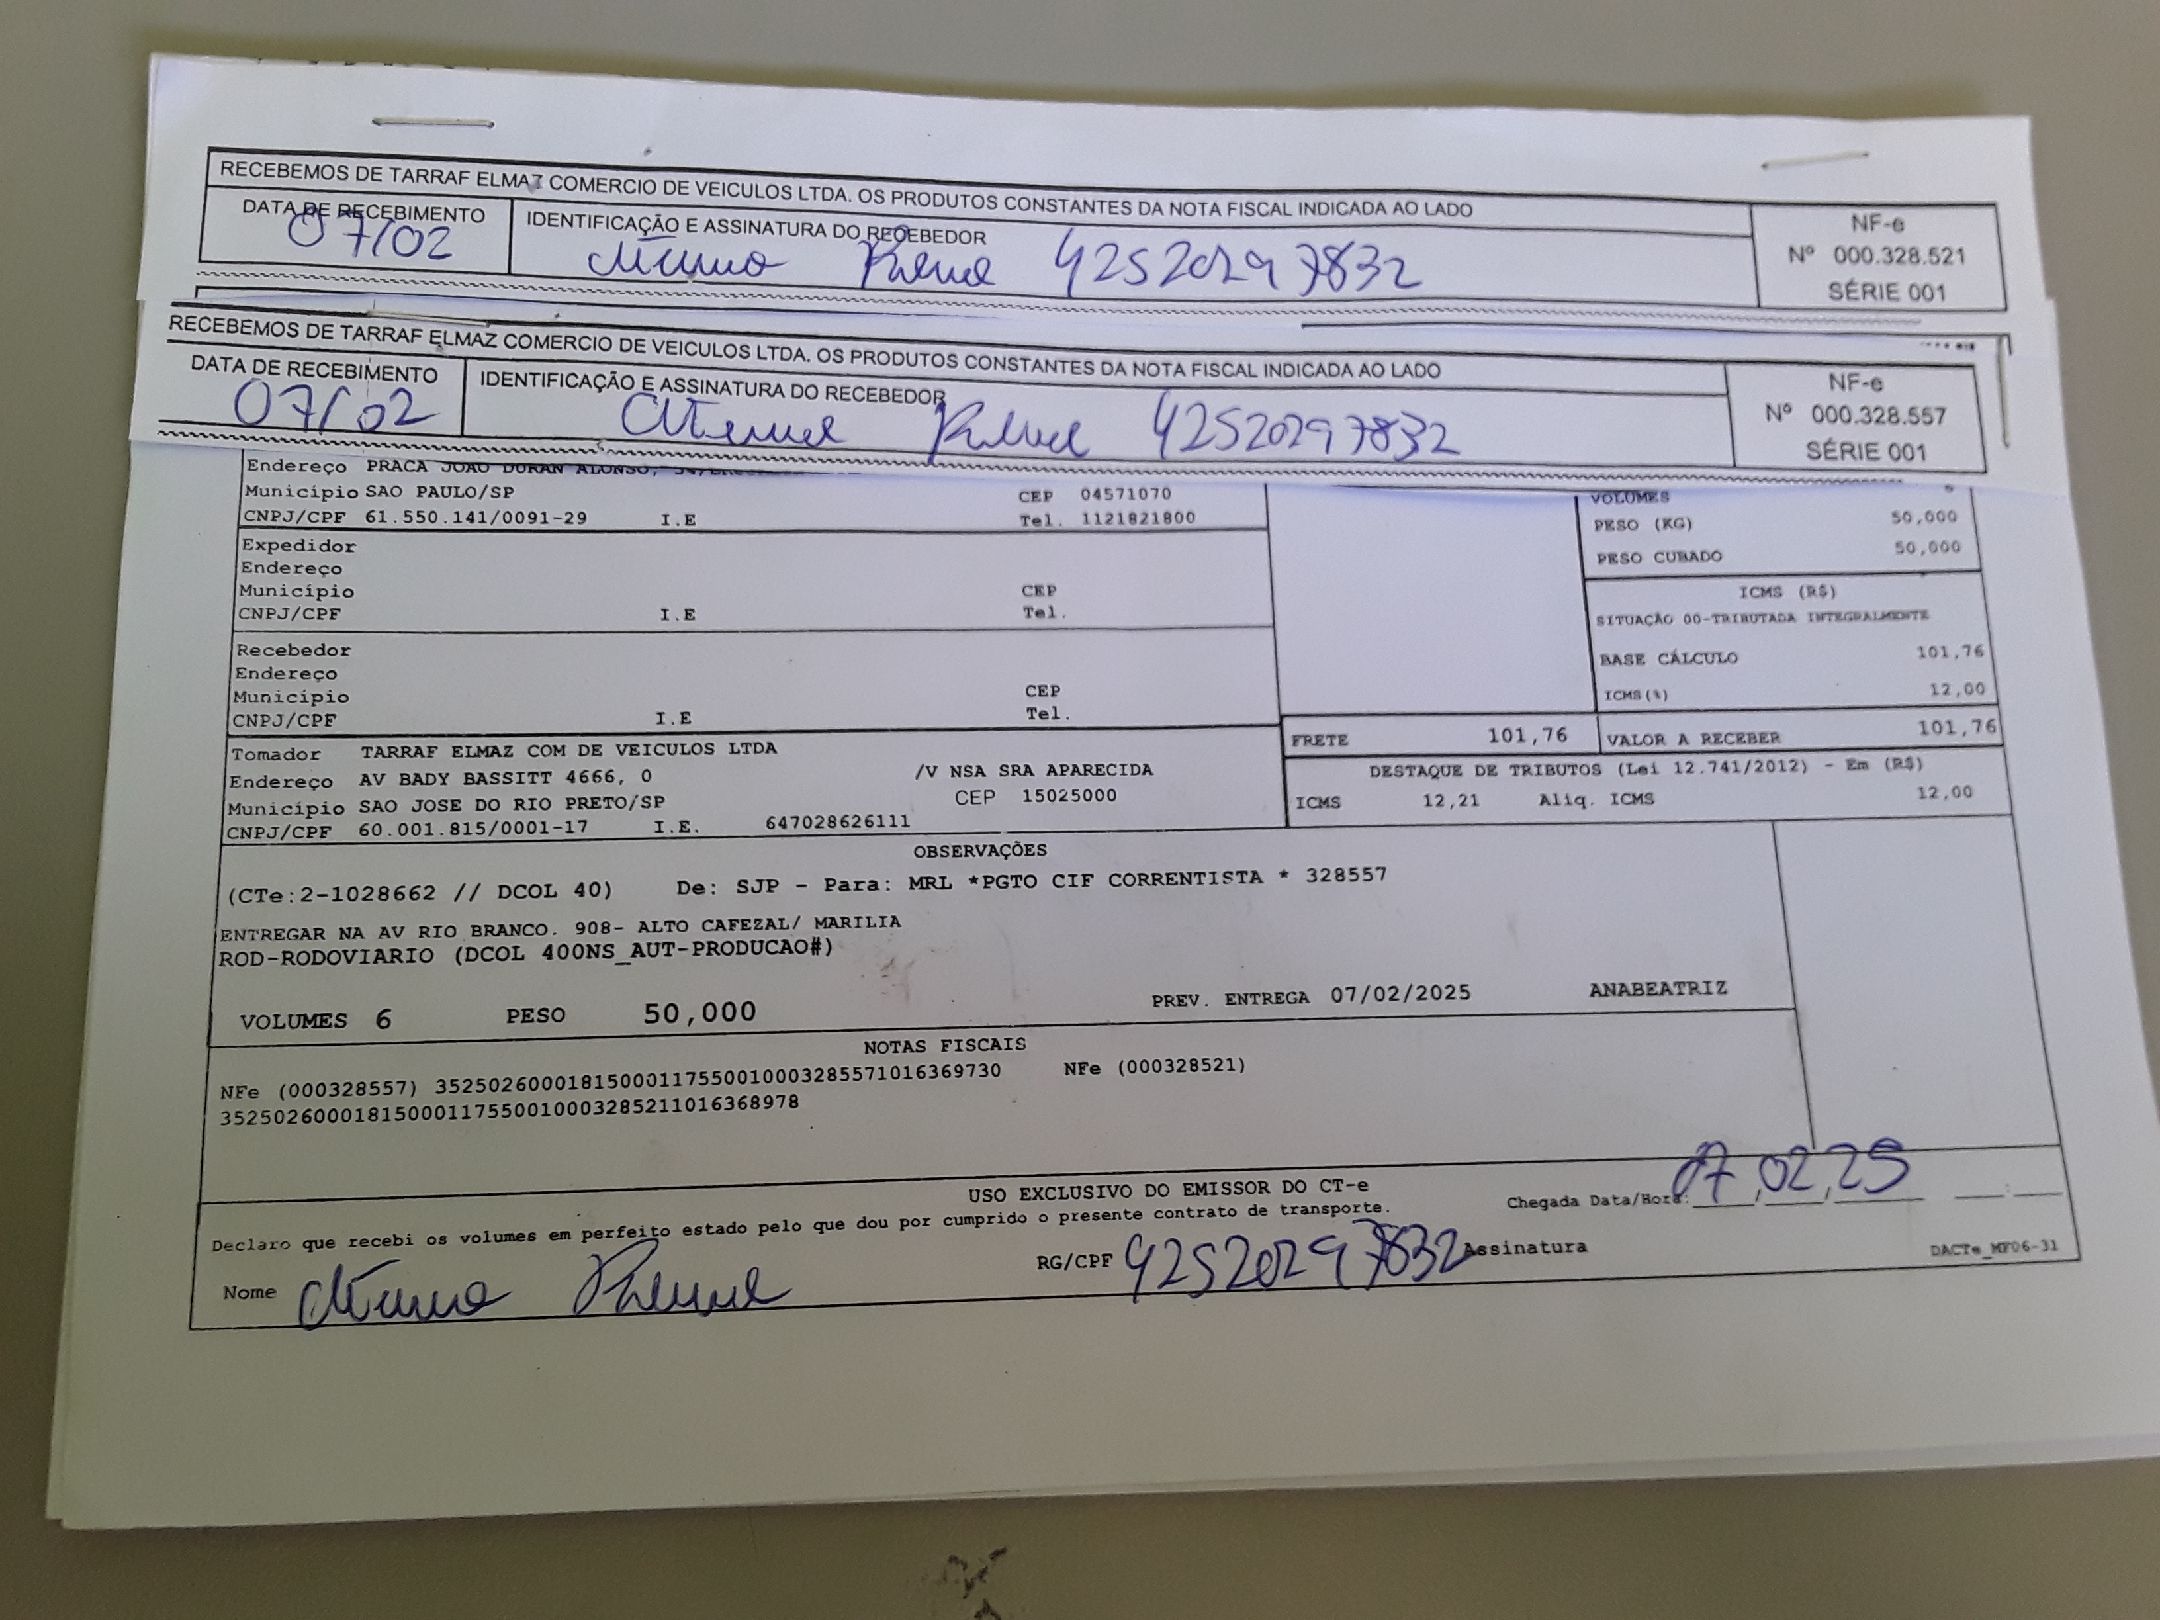 RECEBEMOS DE TARRAF ELMAZ COMERCIO DE VEICULOS LTDA. OS PRODUTOS CONSTANTES DA NOTA FISCAL INDICADA AO LADO
DATA DE RECEBIMENTO
07/02
IDENTIFICAÇÃO E ASSINATURA DO RECEBEDOR
42520297832
NF-e
Nº 000.328.521
SÉRIE 001
RECEBEMOS DE TARRAF ELMAZ COMERCIO DE VEICULOS LTDA. OS PRODUTOS CONSTANTES DA NOTA FISCAL INDICADA AO LADO
DATA DE RECEBIMENTO
07/02
IDENTIFICAÇÃO E ASSINATURA DO RECEBEDOR
42520297832
NF-e
Nº 000.328.557
SÉRIE 001
Endereço PRACA JOAO DURAN ALONSO,
Município SAO PAULO/SP CEP 04571070
CNPJ/CPF 61.550.141/0091-29 I.E Tel. 1121821800
VOLUMES
PESO (KG) 50,000
PESO CUBADO 50,000
Expedidor
Endereço
Município CEP
CNPJ/CPF I.E Tel.
ICMS (R$)
SITUAÇÃO 00-TRIBUTADA INTEGRALMENTE
BASE CÁLCULO 101,76
ICMS(%) 12,00
Recebedor
Endereço
Município CEP
CNPJ/CPF I.E Tel.
FRETE 101,76 VALOR A RECEBER 101,76
Tomador TARRAF ELMAZ COM DE VEICULOS LTDA
Endereço AV BADY BASSITT 4666, 0 /V NSA SRA APARECIDA
Município SAO JOSE DO RIO PRETO/SP CEP 15025000
CNPJ/CPF 60.001.815/0001-17 I.E. 647028626111
DESTAQUE DE TRIBUTOS (Lei 12.741/2012) - Em (R$)
ICMS 12,21 Aliq. ICMS 12,00
OBSERVAÇÕES
(CTe:2-1028662 // DCOL 40) De: SJP - Para: MRL *PGTO CIF CORRENTISTA * 328557
ENTREGAR NA AV RIO BRANCO. 908- ALTO CAFEZAL/ MARILIA
ROD-RODOVIARIO (DCOL 400NS_AUT-PRODUCAO#)
VOLUMES 6 PESO 50,000 PREV. ENTREGA 07/02/2025 ANABEATRIZ
NOTAS FISCAIS
NFe (000328557) 35250260001815000117550010003285571016369730 NFe (000328521)
35250260001815000117550010003285211016368978
USO EXCLUSIVO DO EMISSOR DO CT-e
Declaro que recebi os volumes em perfeito estado pelo que dou por cumprido o presente contrato de transporte.
Chegada Data/Hora: 07,02,25 :
Nome RG/CPF 42520297832 Assinatura
DACTe_MF06-31